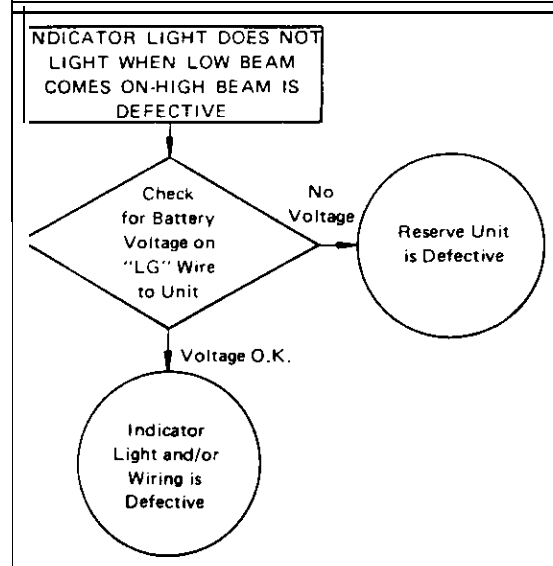 NDICATOR LIGHT DOES NOT
LIGHT WHEN LOW BEAM
COMES ON-HIGH BEAM IS
DEFECTIVE
Check
for Battery
Voltage on
"LG" Wire
to Unit
No
Voltage
Reserve Unit
is Defective
Voltage O.K.
Indicator
Light and/or
Wiring is
Defective